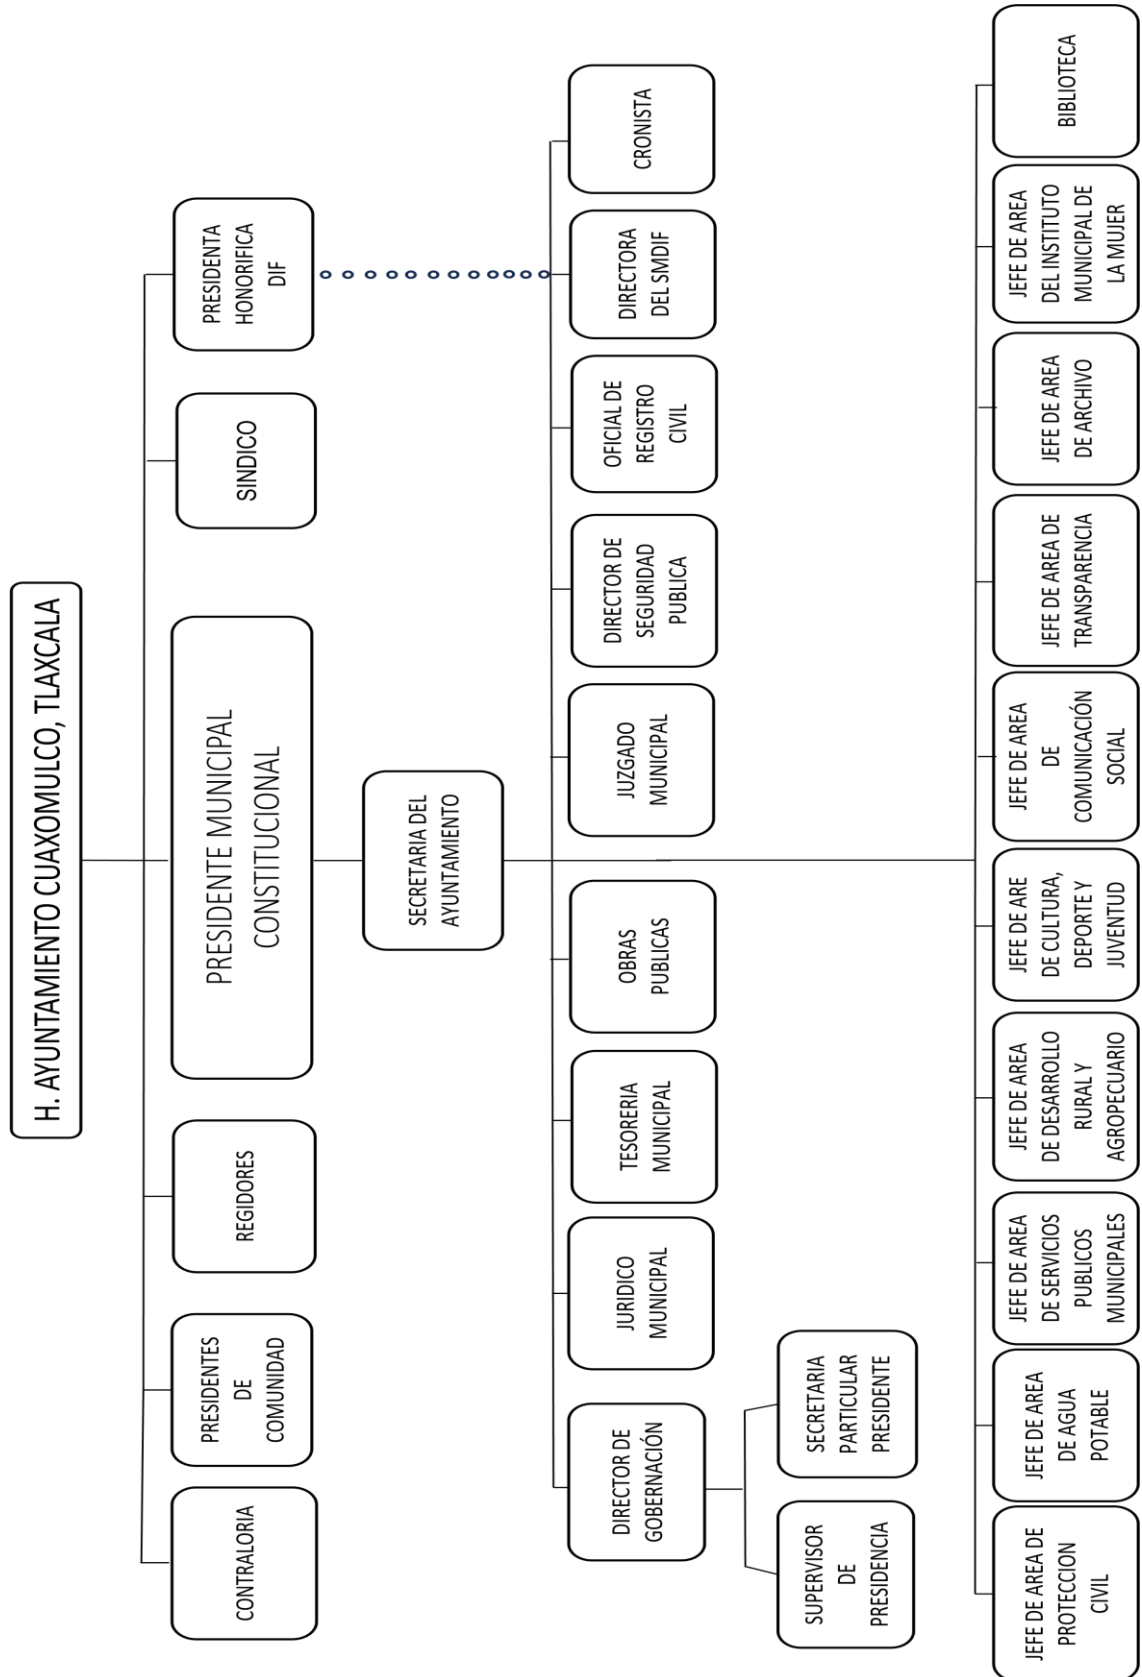 H. AYUNTAMIENTO CUAXOMULCO, TLAXCALA
CONTRALORIA
PRESIDENTES
DE
COMUNIDAD
REGIDORES
PRESIDENTE MUNICIPAL
CONSTITUCIONAL
SINDICO
PRESIDENTA
HONORIFICA
DIF
SECRETARIA DEL
AYUNTAMIENTO
DIRECTOR DE
GOBERNACIÓN
JURIDICO
MUNICIPAL
TESORERIA
MUNICIPAL
OBRAS
PUBLICAS
JUZGADO
MUNICIPAL
DIRECTOR DE
SEGURIDAD
PUBLICA
OFICIAL DE
REGISTRO
CIVIL
DIRECTORA
DEL SMDIF
CRONISTA
SUPERVISOR
DE
PRESIDENCIA
SECRETARIA
PARTICULAR
PRESIDENTE
JEFE DE AREA DE
PROTECCION
CIVIL
JEFE DE AREA
DE AGUA
POTABLE
JEFE DE AREA
DE SERVICIOS
PUBLICOS
MUNICIPALES
JEFE DE AREA
DE DESARROLLO
RURAL Y
AGROPECUARIO
JEFE DE ARE
DE CULTURA,
DEPORTE Y
JUVENTUD
JEFE DE AREA
DE
COMUNICACIÓN
SOCIAL
JEFE DE AREA DE
TRANSPARENCIA
JEFE DE AREA
DE ARCHIVO
JEFE DE AREA
DEL INSTITUTO
MUNICIPAL DE
LA MUJER
BIBLIOTECA